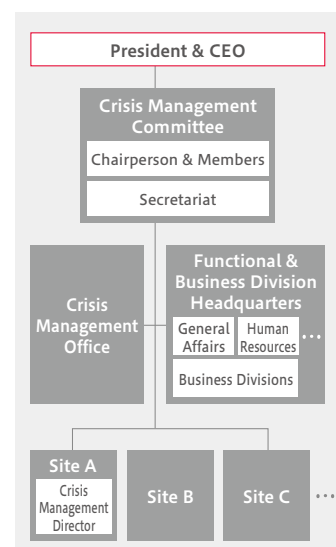 President & CEO
Crisis Management
Committee
Chairperson & Members
Secretariat
Crisis
Management
Office
Functional &
Business Division
Headquarters
General
Affairs
Human
Resources
...
Business Divisions
Site A
Crisis
Management
Director
Site B
Site C
...